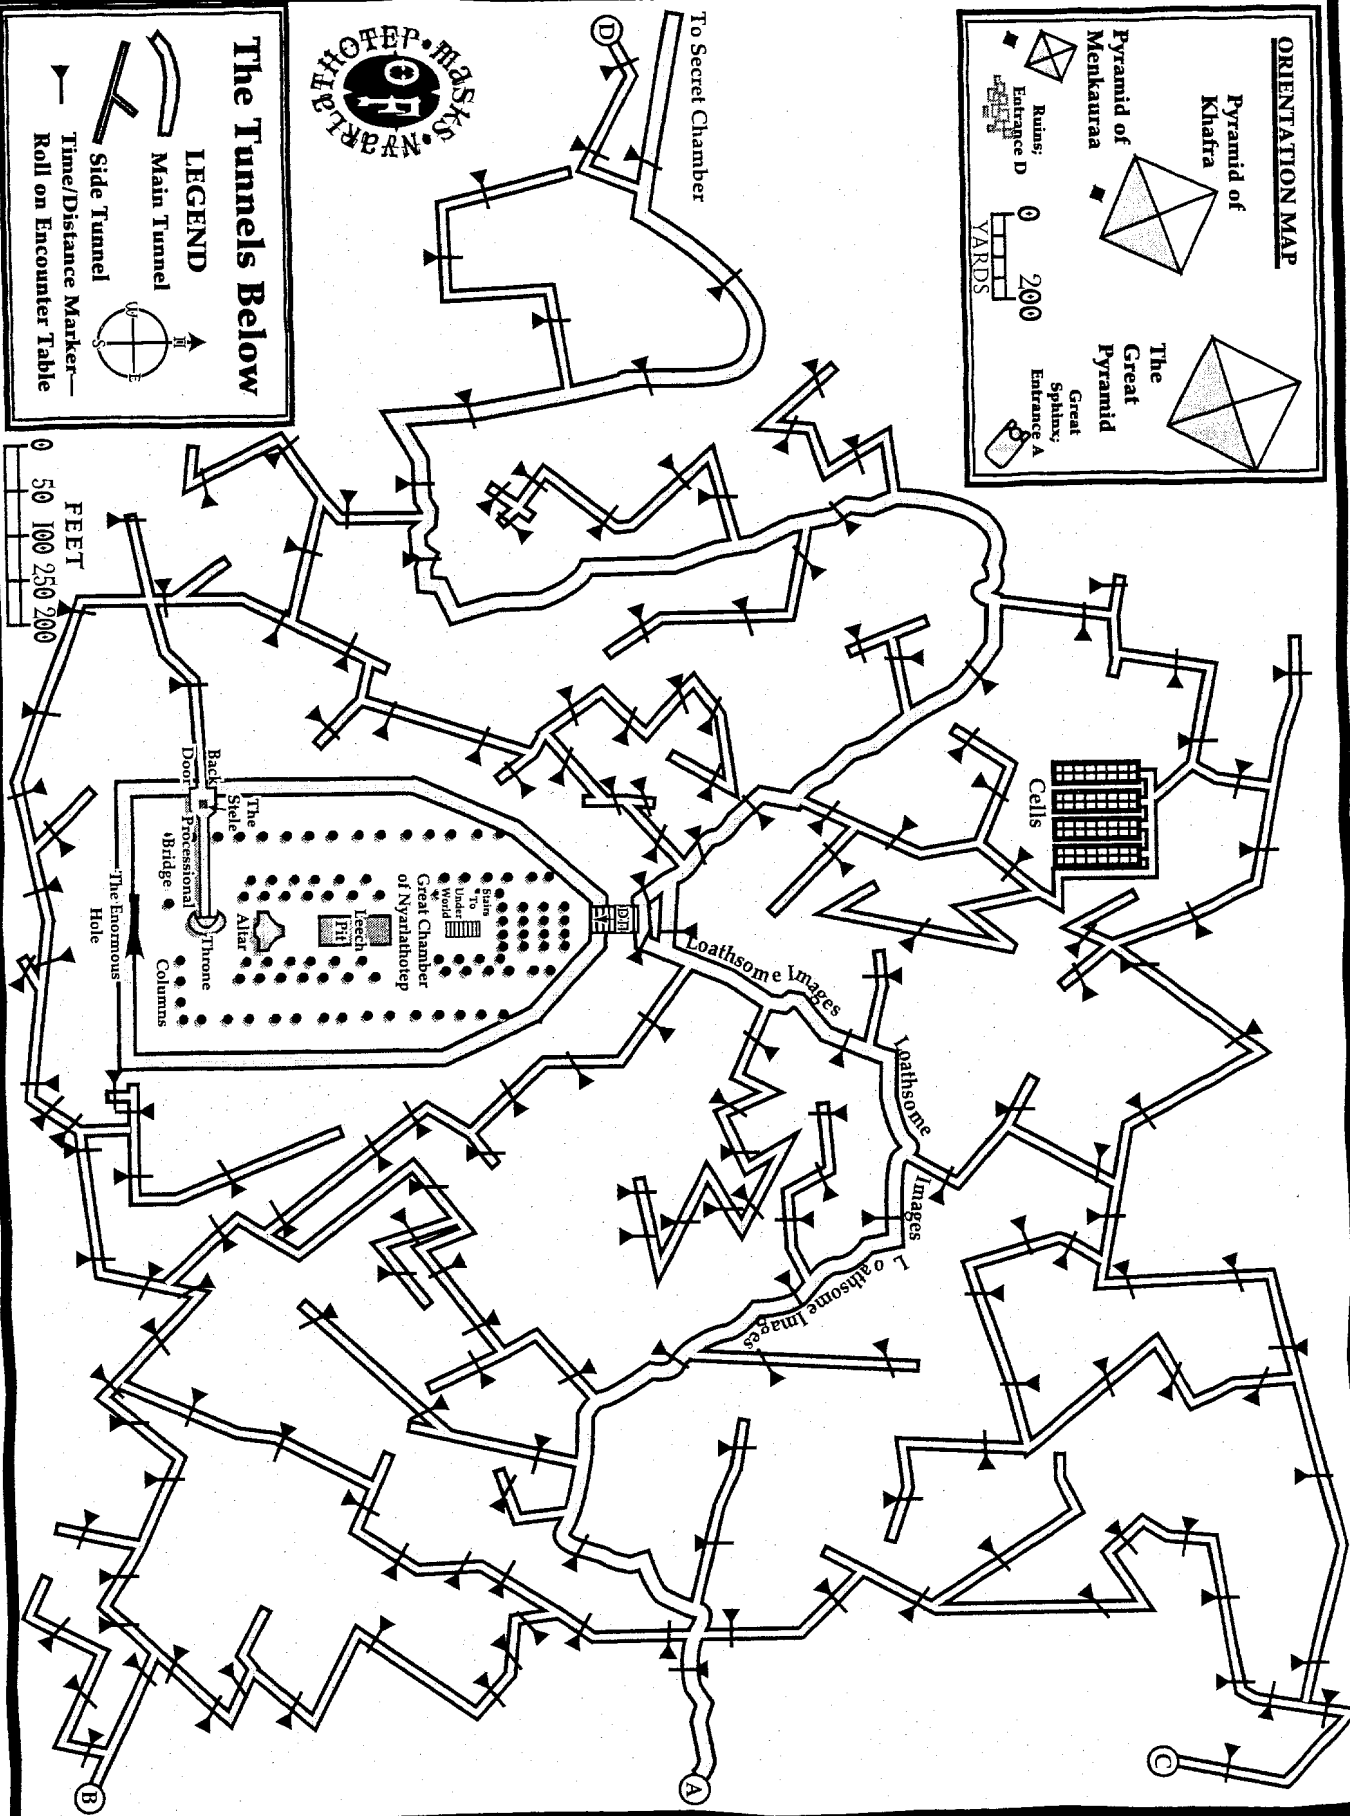 ORIENTATION MAP
Pyramid of
Khafra
Pyramid of
Menkauraa
Ruins;
Entrance D
0 200
YARDS
The
Great
Pyramid
Great
Sphinx;
Entrance A
To Secret Chamber
D
MASKS • NYARLATHOTEP •
OF
The Tunnels Below
LEGEND
Main Tunnel
Side Tunnel
Time/Distance Marker—
Roll on Encounter Table
N
W
E
S
FEET
0 50 100 250 200
Cells
Back
Door
The
Stele
Processional
Bridge
Throne
Altar
Leech
Pit
Great Chamber
of Nyarlathotep
Stairs
To
Under
World
Columns
The Enormous
Hole
Loathsome Images
Loathsome Images
Loathsome Images
A
B
C